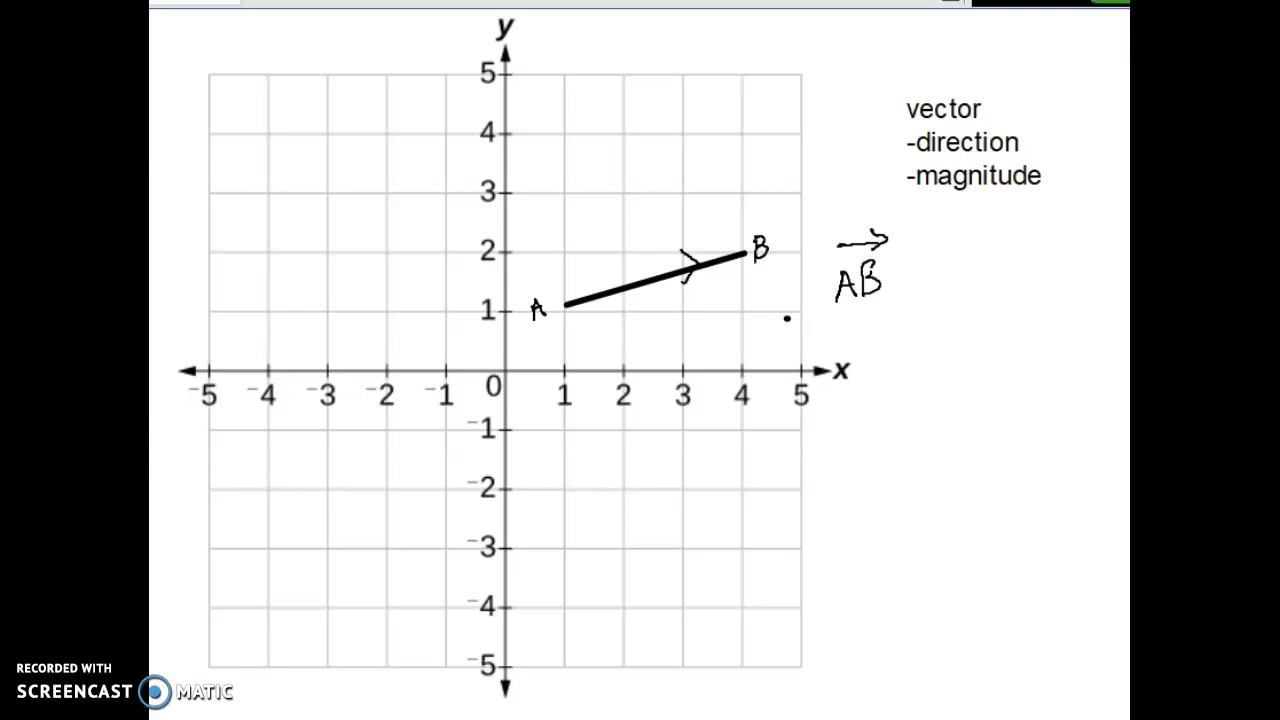 y
5
4
3
2
1
0
-1
-2
-3
-4
-5
-5 -4 -3 -2 -1 1 2 3 4 5 x
A
B
vector
-direction
-magnitude
AB
RECORDED WITH
SCREENCAST MATIC